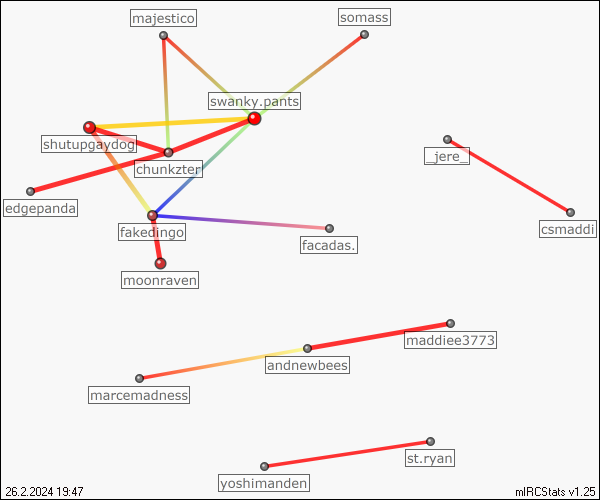 majestico
somass
swanky.pants
shutupgaydog
chunkzter
_jere_
edgepanda
fakedingo
facadas.
csmaddi
moonraven
maddiee3773
andnewbees
marcemadness
st.ryan
yoshimanden
26.2.2024 19:47
mIRCStats v1.25